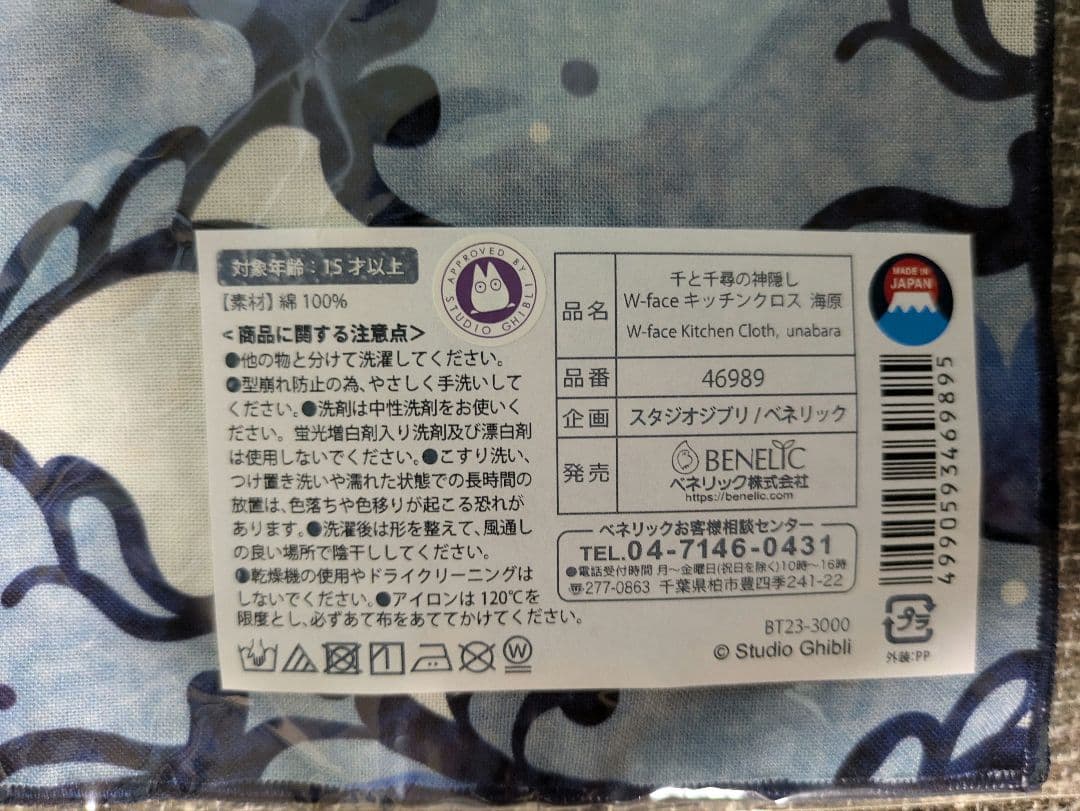 対象年齢：15才以上
【素材】綿100%
＜商品に関する注意点＞
●他の物と分けて洗濯してください。
●型崩れ防止の為、やさしく手洗いして
ください。●洗剤は中性洗剤をお使いく
ださい。蛍光増白剤入り洗剤及び漂白剤
は使用しないでください。●こすり洗い、
つけ置き洗いや濡れた状態での長時間の
放置は、色落ちや色移りが起こる恐れが
あります。●洗濯後は形を整えて、風通し
の良い場所で陰干ししてください。
●乾燥機の使用やドライクリーニングは
しないでください。●アイロンは120℃を
限度とし、必ずあて布をあててかけてください。
W
APPROVED BY
STUDIO GHIBLI
品名
千と千尋の神隠し
W-face キッチンクロス 海原
W-face Kitchen Cloth, unabara
品番
46989
企画
スタジオジブリ/ベネリック
発売
BENELIC
ベネリック株式会社
https://benelic.com
ベネリックお客様相談センター
TEL.04-7146-0431
●電話受付時間 月～金曜日(祝日を除く)10時～16時
〠277-0863 千葉県柏市豊四季241-22
BT23-3000
© Studio Ghibli
MADE IN
JAPAN
4990593469895
プラ
外装:PP